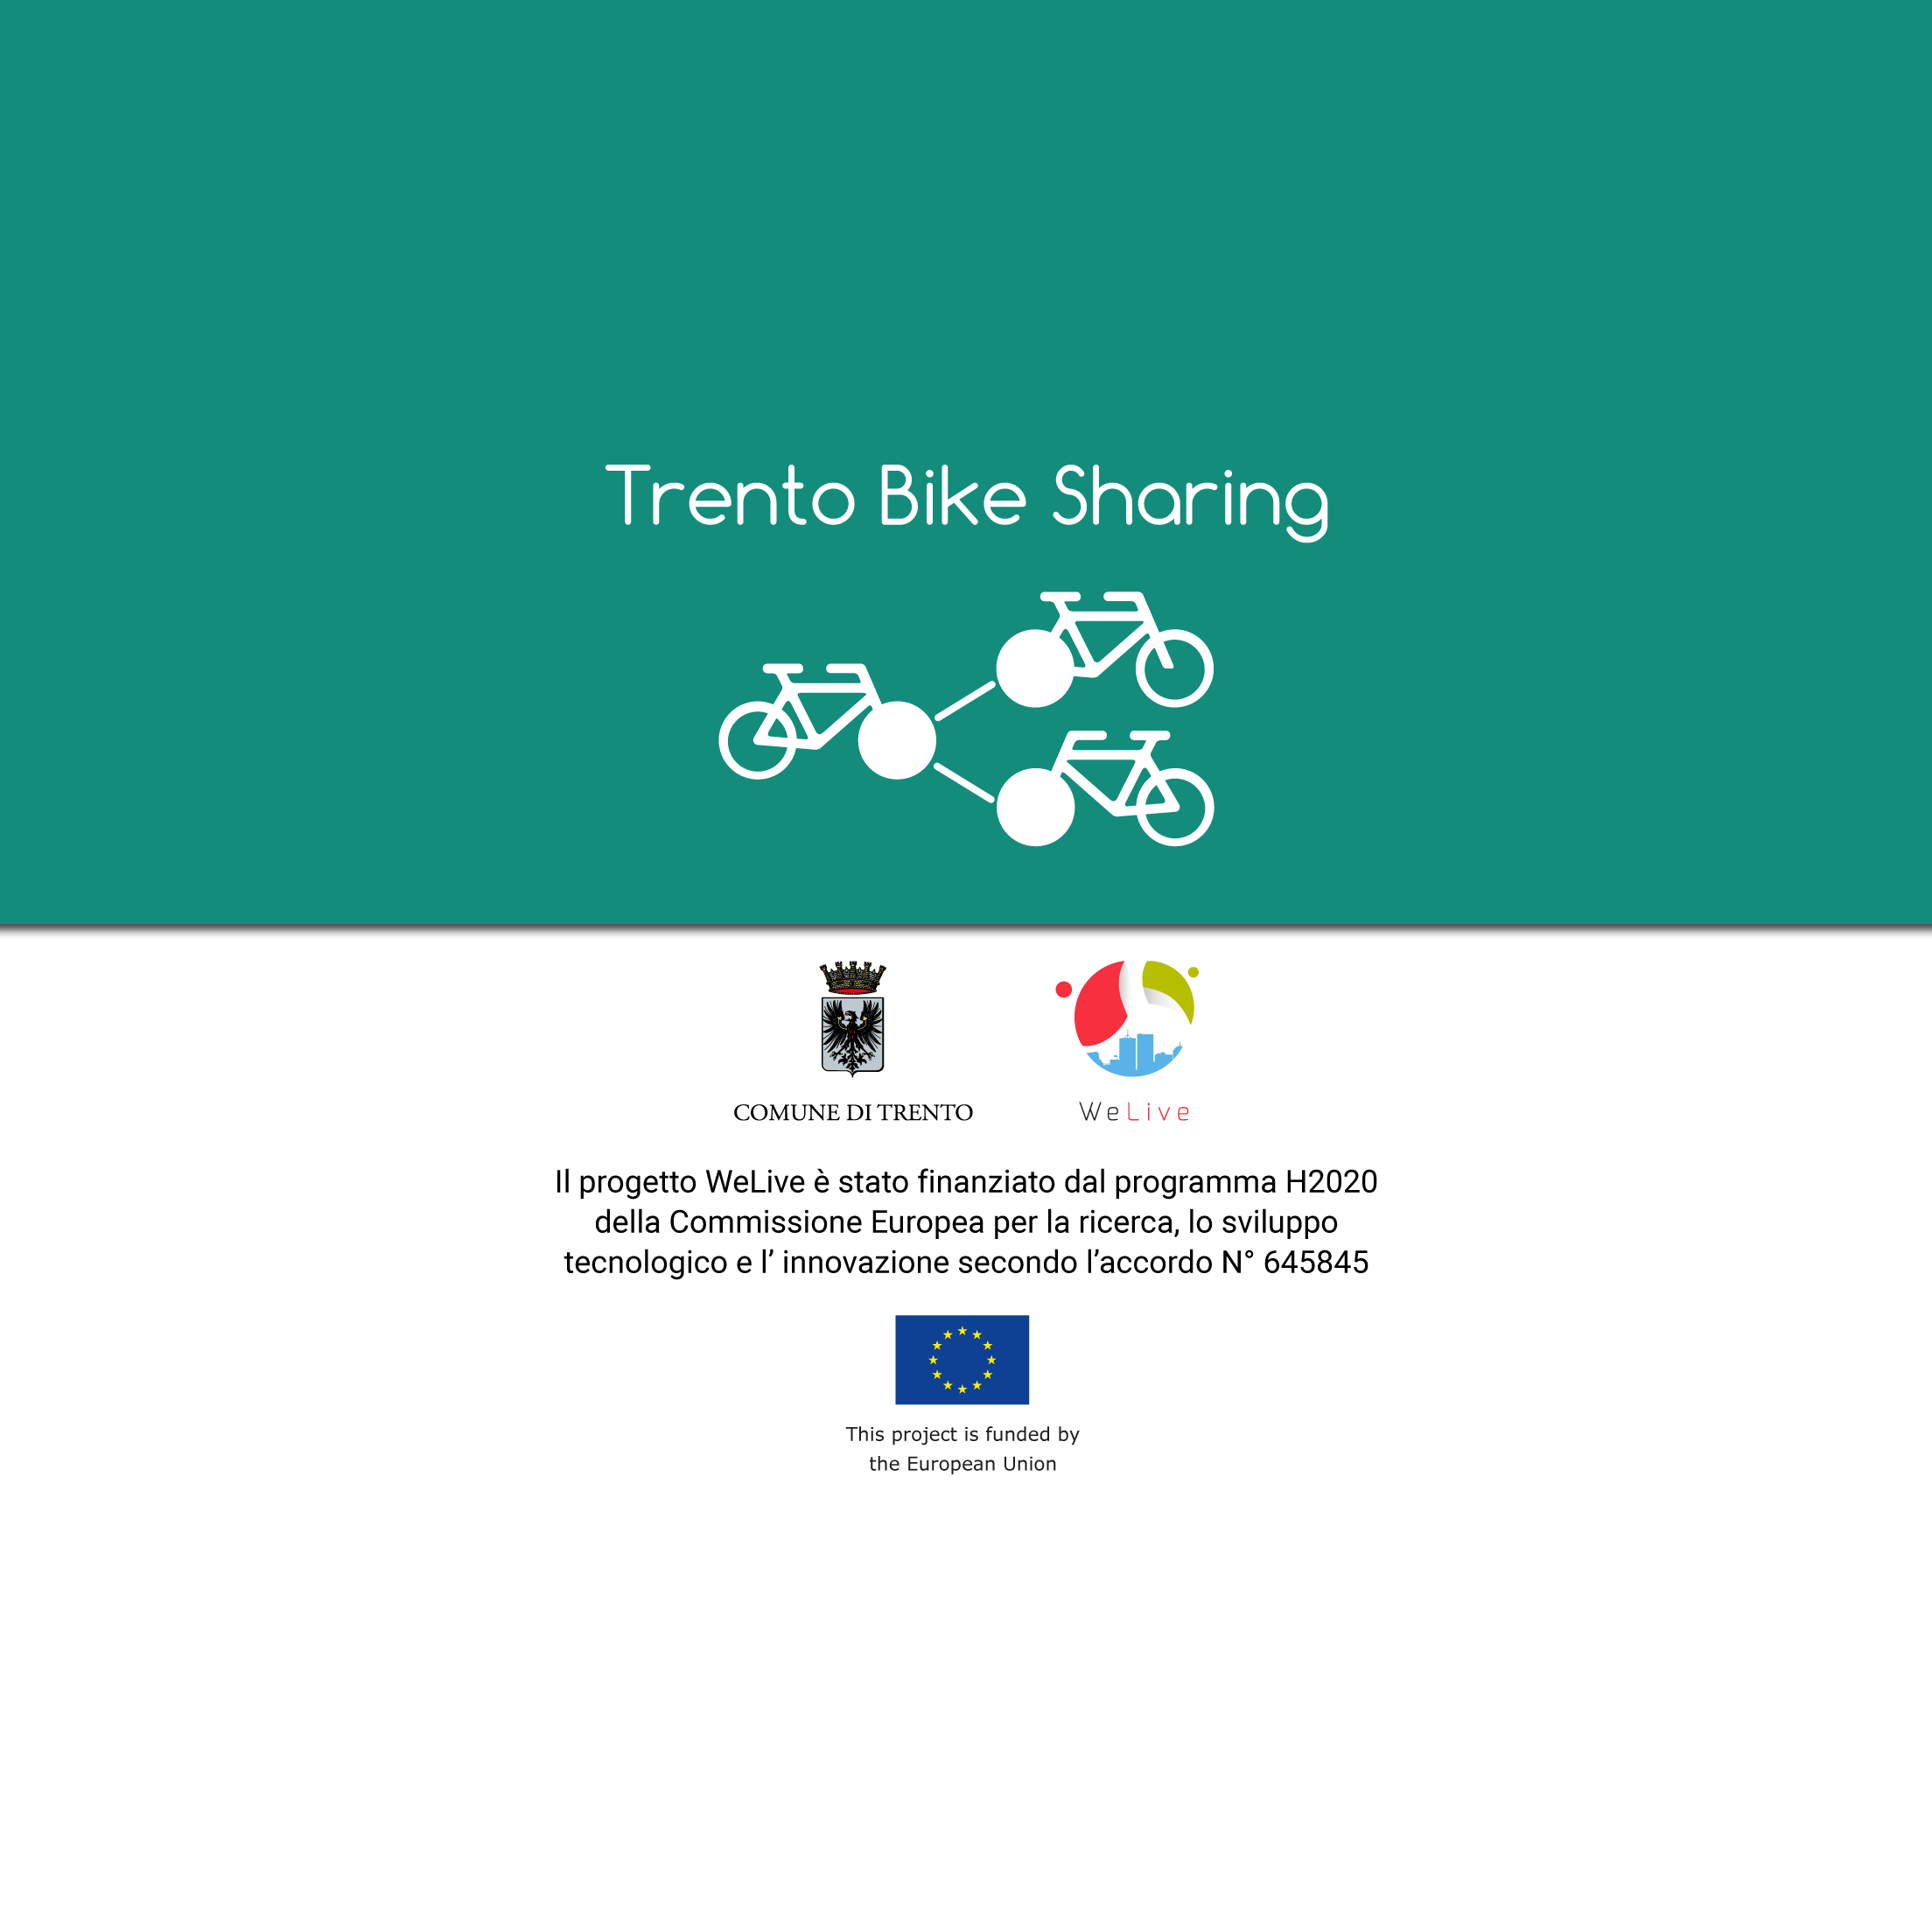 Trento Bike Sharing
COMUNE DI TRENTO
WeLive
Il progetto WeLive è stato finanziato dal programma H2020
della Commissione Europea per la ricerca, lo sviluppo
tecnologico e l’ innovazione secondo l’accordo N° 645845
This project is funded by
the European Union